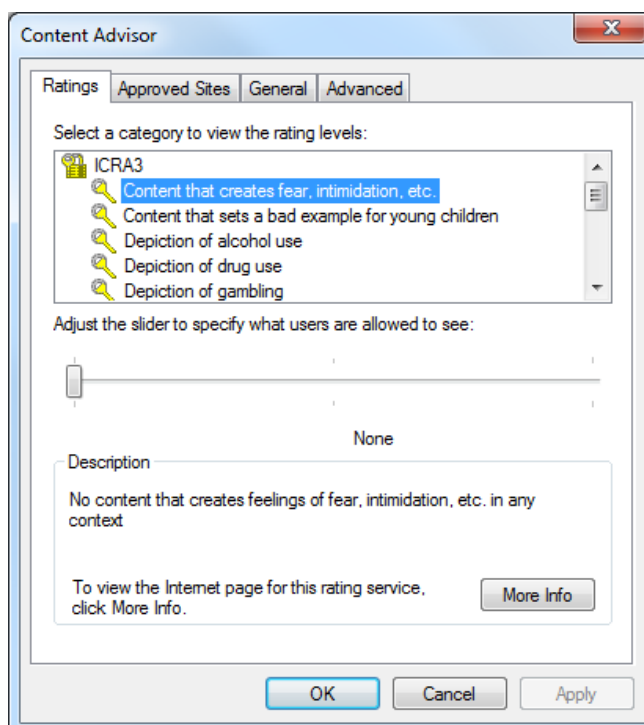 Content Advisor
Ratings
Approved Sites
General
Advanced
Select a category to view the rating levels:
ICRA3
Content that creates fear, intimidation, etc.
Content that sets a bad example for young children
Depiction of alcohol use
Depiction of drug use
Depiction of gambling
Adjust the slider to specify what users are allowed to see:
None
Description
No content that creates feelings of fear, intimidation, etc. in any
context
To view the Internet page for this rating service,
click More Info.
More Info
OK
Cancel
Apply